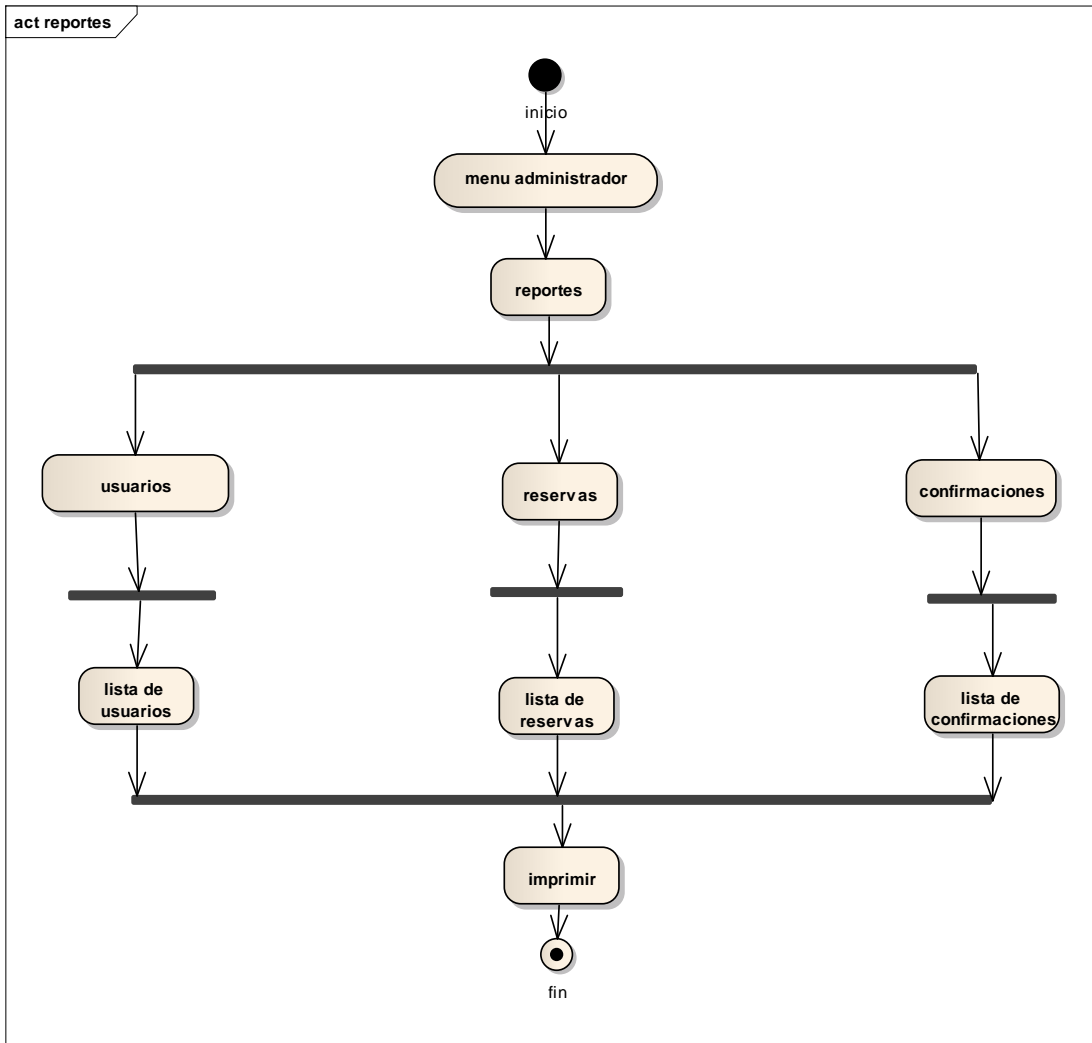 act reportes
inicio
menu administrador
reportes
usuarios
reservas
confirmaciones
lista de
usuarios
lista de
reservas
lista de
confirmaciones
imprimir
fin